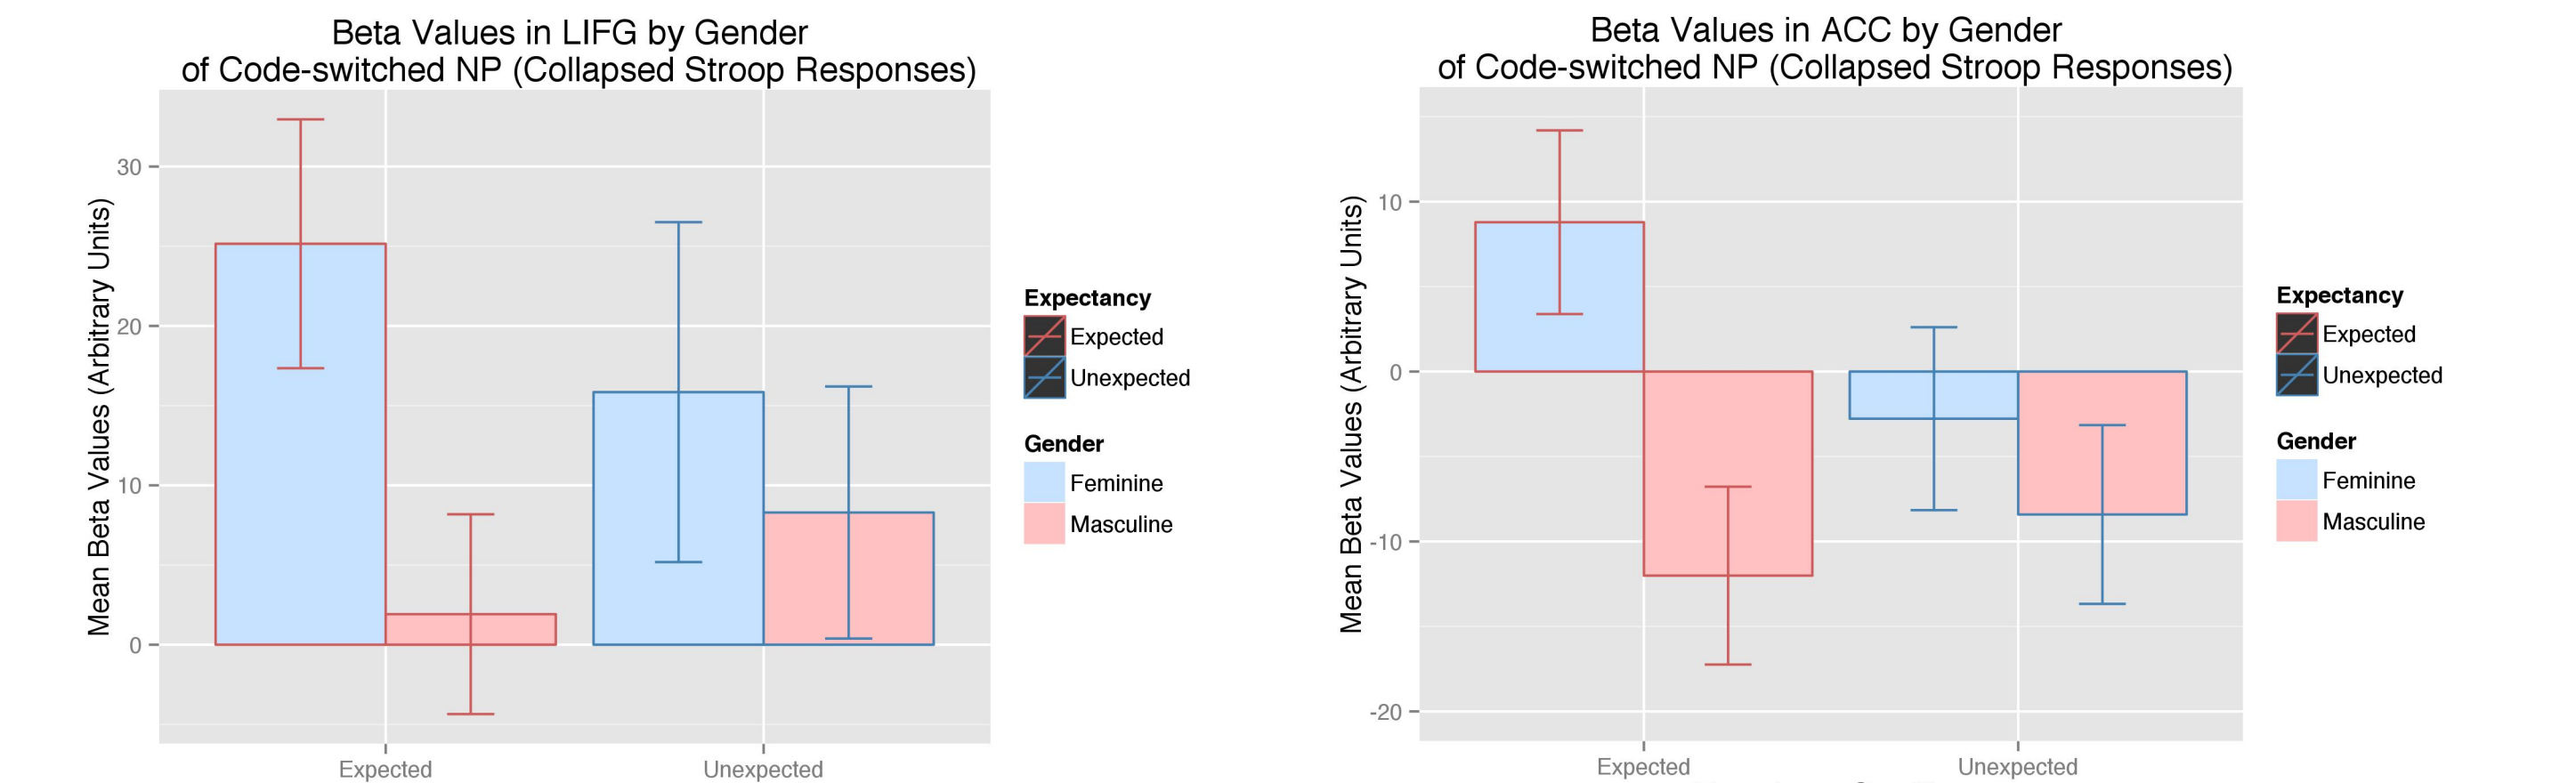 Beta Values in LIFG by Gender
of Code-switched NP (Collapsed Stroop Responses)
Mean Beta Values (Arbitrary Units)
30
20
10
0
Expected
Unexpected
Expectancy
Expected
Unexpected
Gender
Feminine
Masculine
Beta Values in ACC by Gender
of Code-switched NP (Collapsed Stroop Responses)
Mean Beta Values (Arbitrary Units)
10
0
-10
-20
Expected
Unexpected
Expectancy
Expected
Unexpected
Gender
Feminine
Masculine